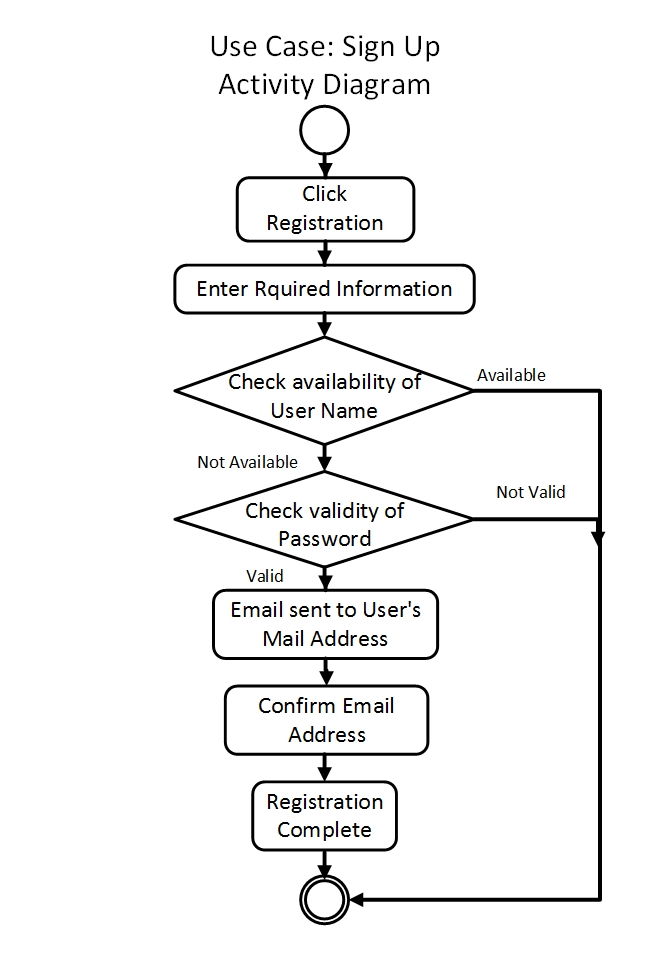 Use Case: Sign Up
Activity Diagram
Click
Registration
Enter Rquired Information
Check availability of
User Name
Available
Not Available
Check validity of
Password
Not Valid
Valid
Email sent to User's
Mail Address
Confirm Email
Address
Registration
Complete